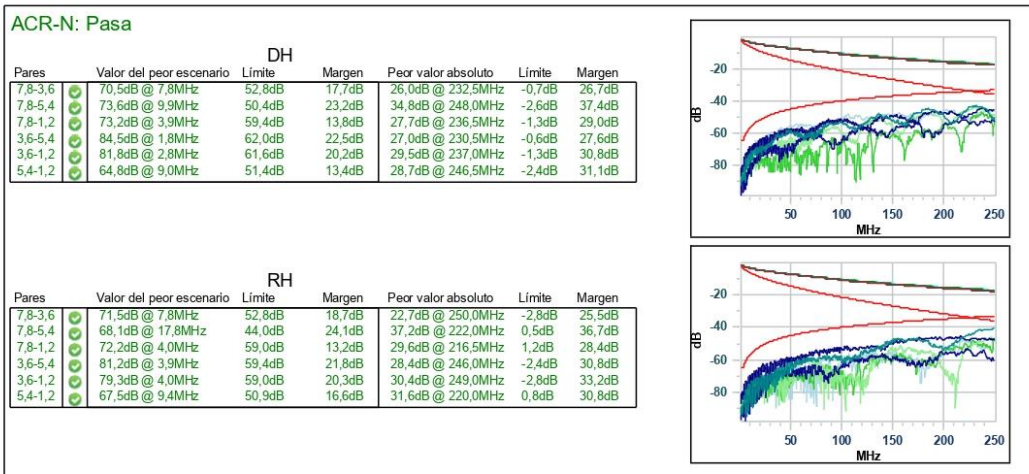 ACR-N: Pasa
DH
Pares Valor del peor escenario Límite Margen Peor valor absoluto Límite Margen
7,8-3,6 70,5dB @ 7,8MHz 52,8dB 17,7dB 26,0dB @ 232,5MHz -0,7dB 26,7dB
7,8-5,4 73,6dB @ 9,9MHz 50,4dB 23,2dB 34,8dB @ 248,0MHz -2,6dB 37,4dB
7,8-1,2 73,2dB @ 3,9MHz 59,4dB 13,8dB 27,7dB @ 236,5MHz -1,3dB 29,0dB
3,6-5,4 84,5dB @ 1,8MHz 62,0dB 22,5dB 27,0dB @ 230,5MHz -0,6dB 27,6dB
3,6-1,2 81,8dB @ 2,8MHz 61,6dB 20,2dB 29,5dB @ 237,0MHz -1,3dB 30,8dB
5,4-1,2 64,8dB @ 9,0MHz 51,4dB 13,4dB 28,7dB @ 246,5MHz -2,4dB 31,1dB
dB
-20
-40
-60
-80
50 100 150 200 250
MHz
RH
Pares Valor del peor escenario Límite Margen Peor valor absoluto Límite Margen
7,8-3,6 71,5dB @ 7,8MHz 52,8dB 18,7dB 22,7dB @ 250,0MHz -2,8dB 25,5dB
7,8-5,4 68,1dB @ 17,8MHz 44,0dB 24,1dB 37,2dB @ 222,0MHz 0,5dB 36,7dB
7,8-1,2 72,2dB @ 4,0MHz 59,0dB 13,2dB 29,6dB @ 216,5MHz 1,2dB 28,4dB
3,6-5,4 81,2dB @ 3,9MHz 59,4dB 21,8dB 28,4dB @ 246,0MHz -2,4dB 30,8dB
3,6-1,2 79,3dB @ 4,0MHz 59,0dB 20,3dB 30,4dB @ 249,0MHz -2,8dB 33,2dB
5,4-1,2 67,5dB @ 9,4MHz 50,9dB 16,6dB 31,6dB @ 220,0MHz 0,8dB 30,8dB
dB
-20
-40
-60
-80
50 100 150 200 250
MHz